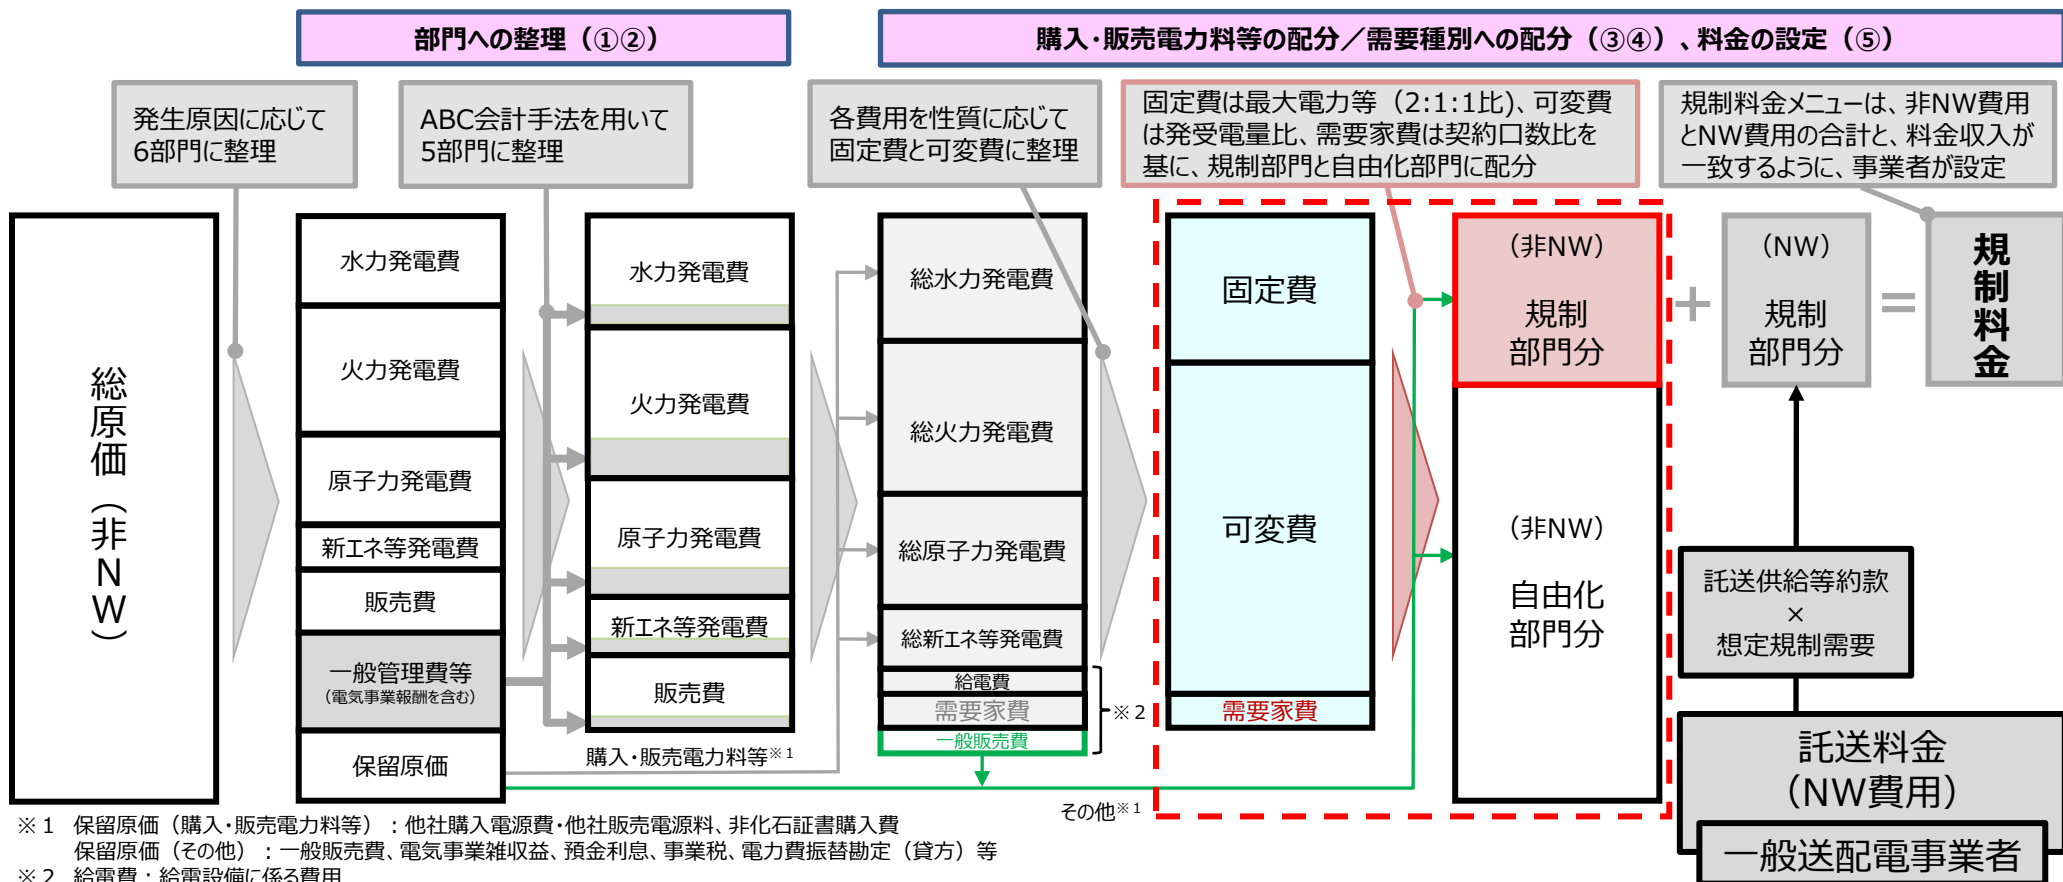 部門への整理（①②）
購入・販売電力料等の配分／需要種別への配分（③④）、料金の設定（⑤）
発生原因に応じて
6部門に整理
ABC会計手法を用いて
5部門に整理
各費用を性質に応じて
固定費と可変費に整理
固定費は最大電力等（2:1:1比）、可変費
は発受電量比、需要家費は契約口数比を
基に、規制部門と自由化部門に配分
規制料金メニューは、非NW費用
とNW費用の合計と、料金収入が
一致するように、事業者が設定
総原価（非NW）
水力発電費
火力発電費
原子力発電費
新エネ等発電費
販売費
一般管理費等
（電気事業報酬を含む）
保留原価
水力発電費
火力発電費
原子力発電費
新エネ等発電費
販売費
購入・販売電力料等※1
総水力発電費
総火力発電費
総原子力発電費
総新エネ等発電費
給電費
需要家費
一般販売費
※2
その他※1
固定費
可変費
需要家費
（非NW）
規制
部門分
（非NW）
自由化
部門分
+
（NW）
規制
部門分
=
規制料金
託送供給等約款
×
想定規制需要
託送料金
（NW費用）
一般送配電事業者
※1 保留原価（購入・販売電力料等）：他社購入電源費・他社販売電源料、非化石証書購入費
保留原価（その他）：一般販売費、電気事業雑収益、預金利息、事業税、電力費振替勘定（貸方）等
※2 給電費：給電設備に係る費用